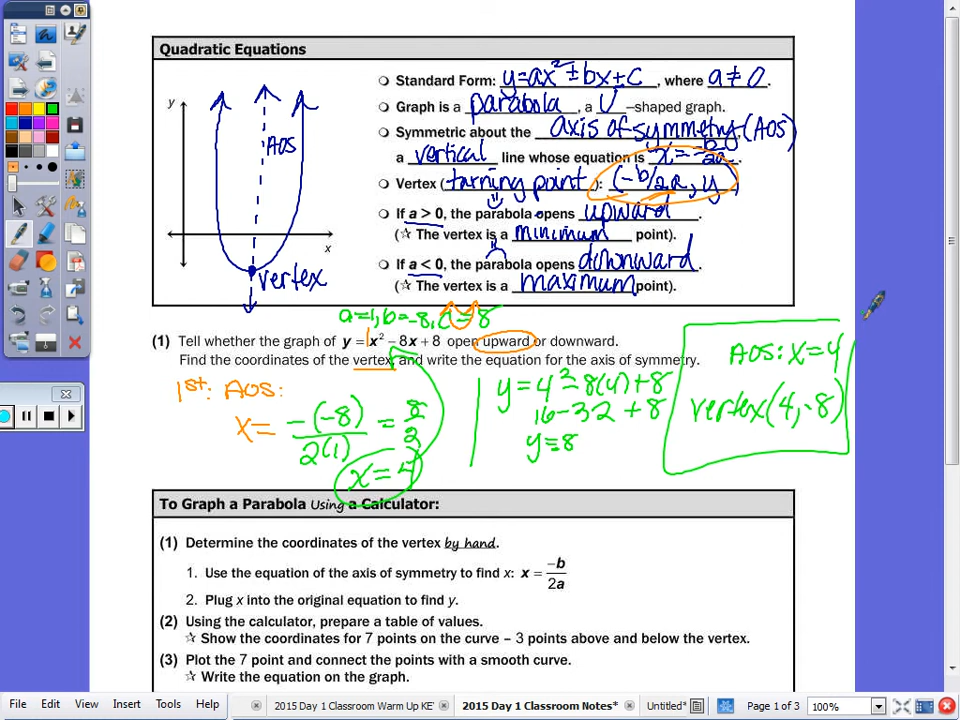 Quadratic Equations
Standard Form: y=ax²±bx±c, where a≠0.
Graph is a parabola, a U-shaped graph.
Symmetric about the axis of symmetry (AOS)
a vertical line whose equation is x = -b/2a.
Vertex (turning point): (-b/2a, y)
If a > 0, the parabola opens upward.
(☆ The vertex is a minimum point).
If a < 0, the parabola opens downward.
(☆ The vertex is a maximum point).
y
AOS
x
vertex
a=1, b=-8, c=8
(1) Tell whether the graph of y = 1x² − 8x + 8 open upward or downward.
Find the coordinates of the vertex, and write the equation for the axis of symmetry.
1st: AOS:
x = -(-8)/2(1) = 8/2
x=4
y=4²-8(4)+8
16-32+8
y=-8
AOS: x=4
vertex(4,-8)
To Graph a Parabola Using a Calculator:
(1) Determine the coordinates of the vertex by hand.
1. Use the equation of the axis of symmetry to find x: x = −b/2a
2. Plug x into the original equation to find y.
(2) Using the calculator, prepare a table of values.
☆ Show the coordinates for 7 points on the curve – 3 points above and below the vertex.
(3) Plot the 7 point and connect the points with a smooth curve.
☆ Write the equation on the graph.
File Edit View Insert Tools Help
2015 Day 1 Classroom Warm Up KE
2015 Day 1 Classroom Notes*
Untitled*
Page 1 of 3
100%